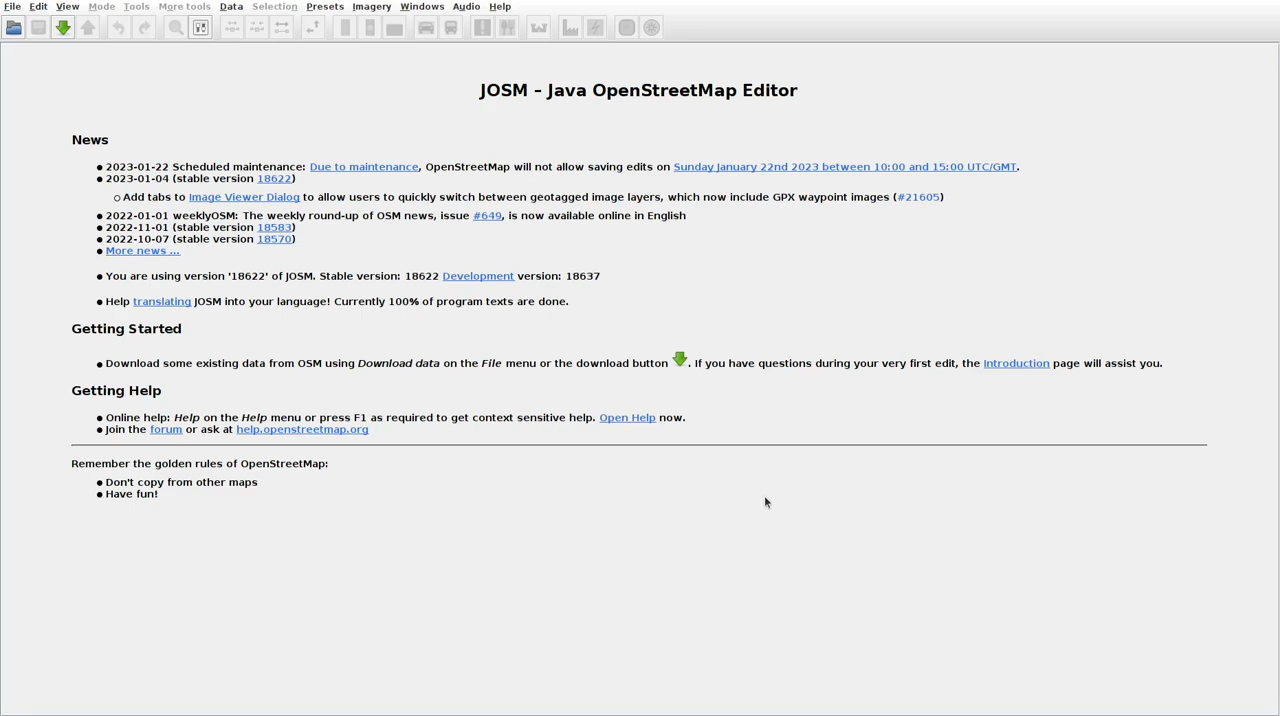 File Edit View Mode Tools More tools Data Selection Presets Imagery Windows Audio Help
JOSM – Java OpenStreetMap Editor
News
2023-01-22 Scheduled maintenance: Due to maintenance, OpenStreetMap will not allow saving edits on Sunday January 22nd 2023 between 10:00 and 15:00 UTC/GMT.
2023-01-04 (stable version 18622)
Add tabs to Image Viewer Dialog to allow users to quickly switch between geotagged image layers, which now include GPX waypoint images (#21605)
2022-01-01 weeklyOSM: The weekly round-up of OSM news, issue #649, is now available online in English
2022-11-01 (stable version 18583)
2022-10-07 (stable version 18570)
More news ...
You are using version '18622' of JOSM. Stable version: 18622 Development version: 18637
Help translating JOSM into your language! Currently 100% of program texts are done.
Getting Started
Download some existing data from OSM using Download data on the File menu or the download button . If you have questions during your very first edit, the Introduction page will assist you.
Getting Help
Online help: Help on the Help menu or press F1 as required to get context sensitive help. Open Help now.
Join the forum or ask at help.openstreetmap.org
Remember the golden rules of OpenStreetMap:
Don't copy from other maps
Have fun!